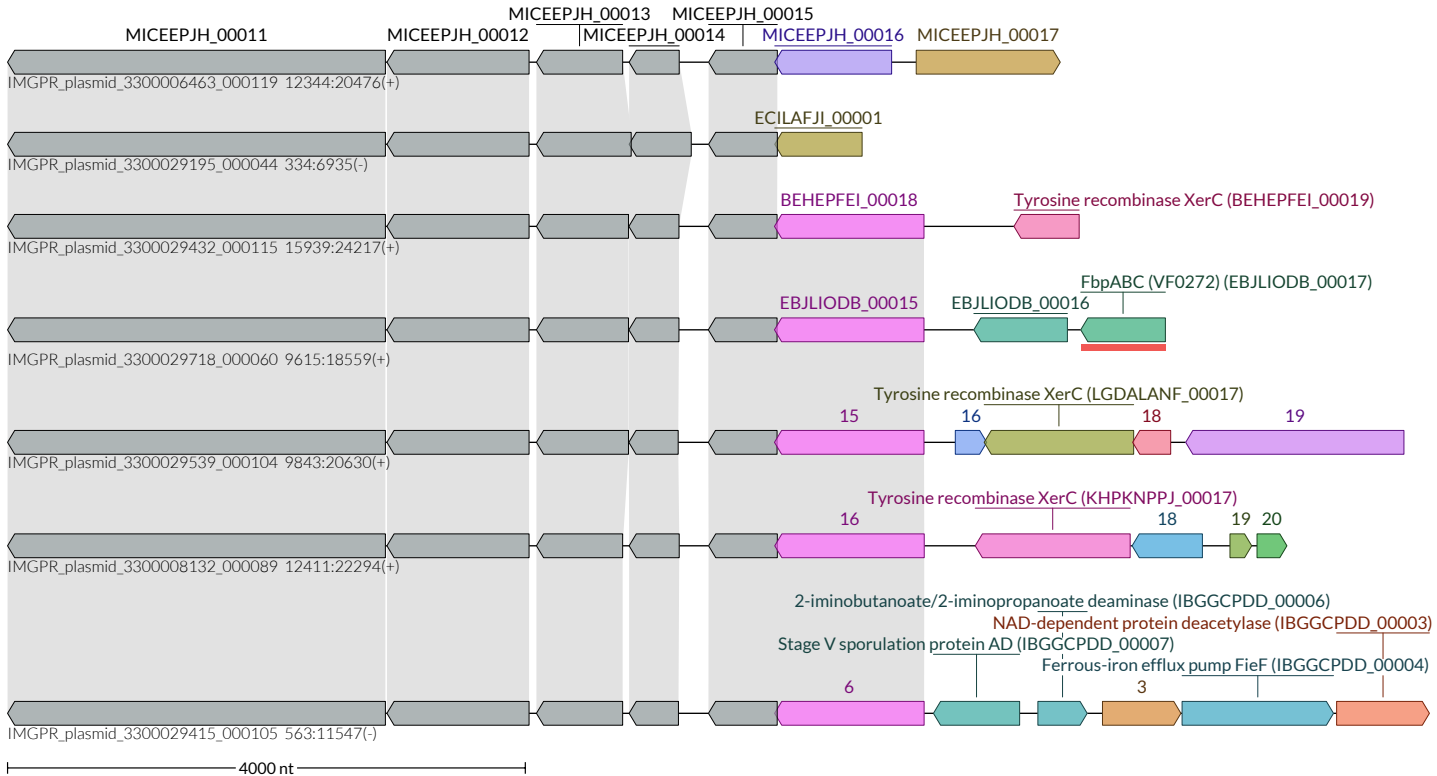 MICEEPJH_00013 MICEEPJH_00015
MICEEPJH_00011 MICEEPJH_00012 MICEEPJH_00014 MICEEPJH_00016 MICEEPJH_00017
IMGPR_plasmid_3300006463_000119 12344:20476(+)
ECILAFJI_00001
IMGPR_plasmid_3300029195_000044 334:6935(-)
BEHEPFEI_00018 Tyrosine recombinase XerC (BEHEPFEI_00019)
IMGPR_plasmid_3300029432_000115 15939:24217(+)
FbpABC (VF0272) (EBJLIODB_00017)
EBJLIODB_00015 EBJLIODB_00016
IMGPR_plasmid_3300029718_000060 9615:18559(+)
Tyrosine recombinase XerC (LGDALANF_00017)
15 16 18 19
IMGPR_plasmid_3300029539_000104 9843:20630(+)
Tyrosine recombinase XerC (KHPKNPPJ_00017)
16 18 19 20
IMGPR_plasmid_3300008132_000089 12411:22294(+)
2-iminobutanoate/2-iminopropanoate deaminase (IBGGCPDD_00006)
NAD-dependent protein deacetylase (IBGGCPDD_00003)
Stage V sporulation protein AD (IBGGCPDD_00007)
Ferrous-iron efflux pump FieF (IBGGCPDD_00004)
6 3
IMGPR_plasmid_3300029415_000105 563:11547(-)
4000 nt